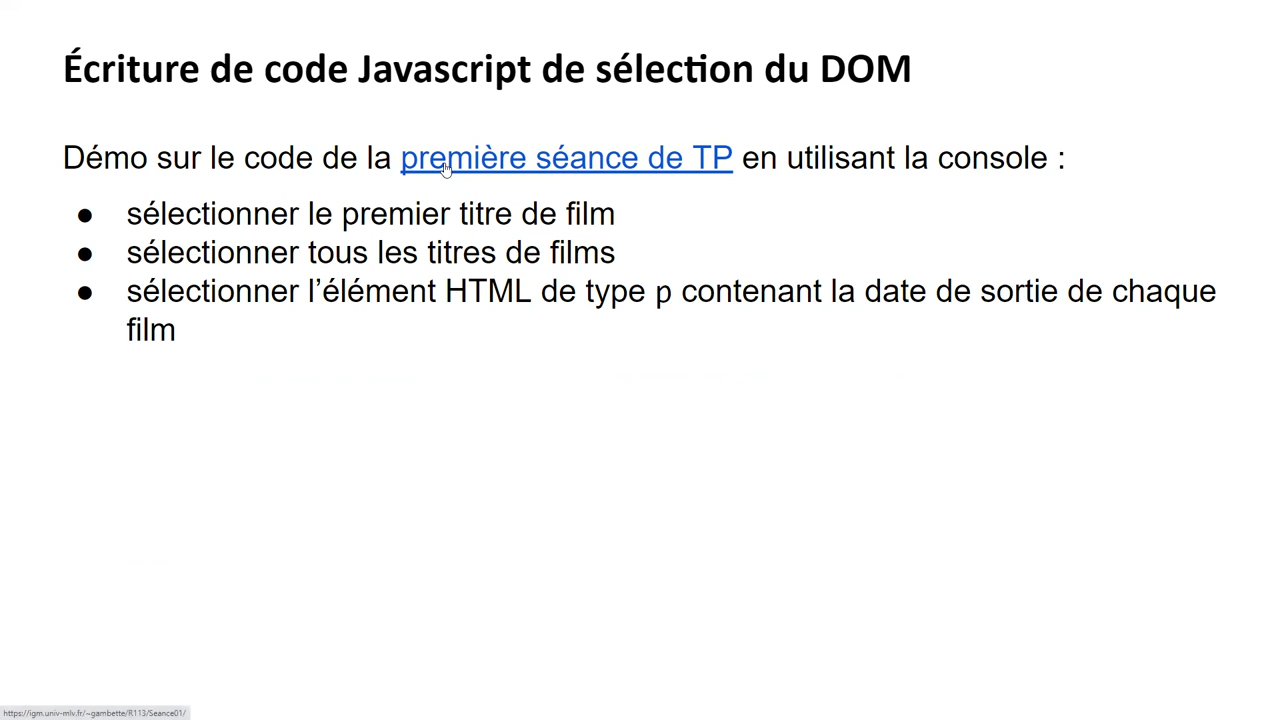 Écriture de code Javascript de sélection du DOM
Démo sur le code de la première séance de TP en utilisant la console :
● sélectionner le premier titre de film
● sélectionner tous les titres de films
● sélectionner l’élément HTML de type p contenant la date de sortie de chaque
film
https://igm.univ-mlv.fr/~gambette/R113/Seance01/